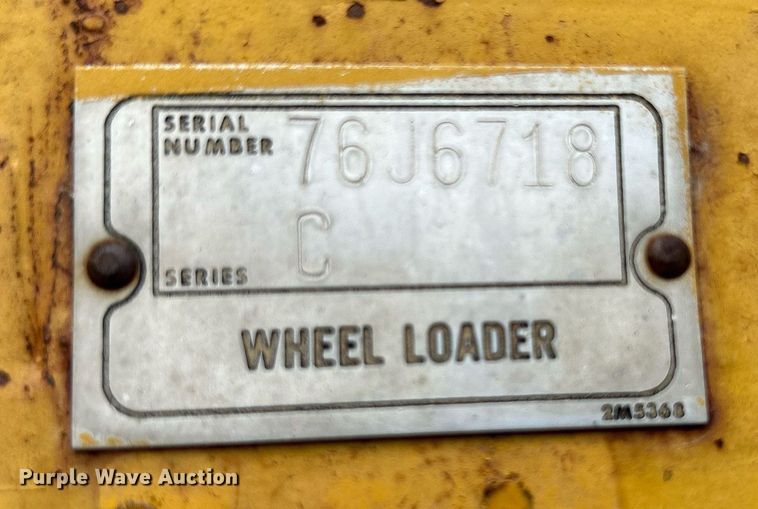 SERIAL
NUMBER 76J6718
SERIES C
WHEEL LOADER
2M5368
Purple Wave Auction